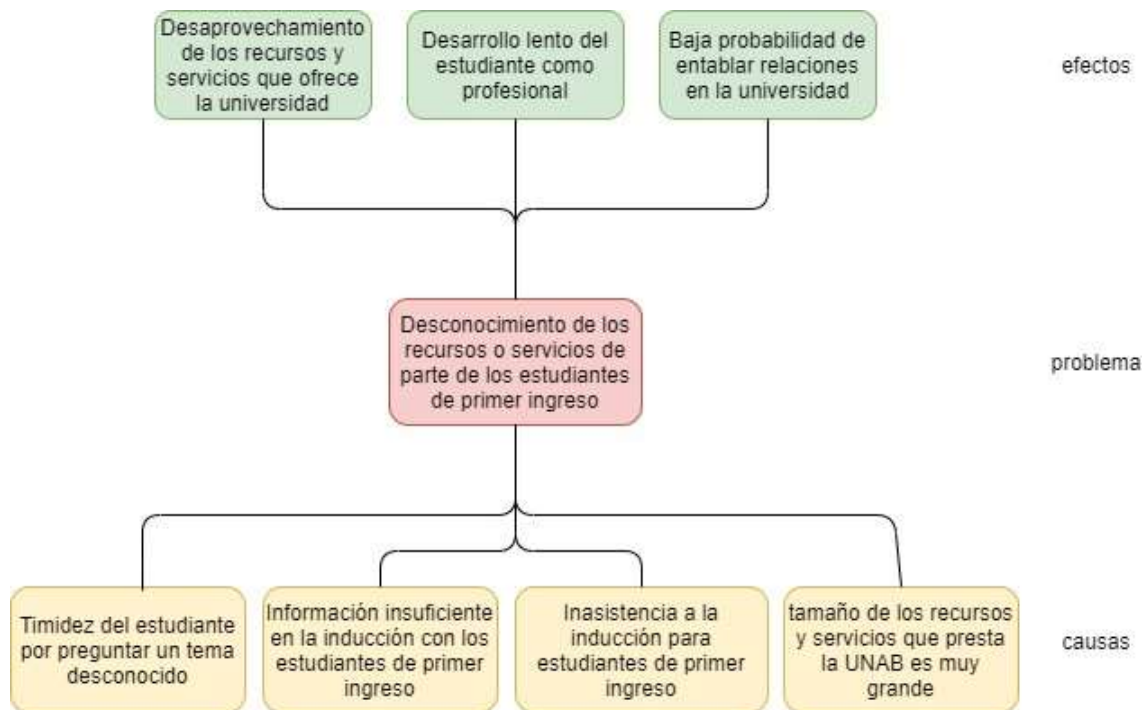 Desaprovechamiento
de los recursos y
servicios que ofrece
la universidad
Desarrollo lento del
estudiante como
profesional
Baja probabilidad de
entablar relaciones
en la universidad
efectos
Desconocimiento de los
recursos o servicios de
parte de los estudiantes
de primer ingreso
problema
Timidez del estudiante
por preguntar un tema
desconocido
Información insuficiente
en la inducción con los
estudiantes de primer
ingreso
Inasistencia a la
inducción para
estudiantes de primer
ingreso
tamaño de los recursos
y servicios que presta
la UNAB es muy
grande
causas